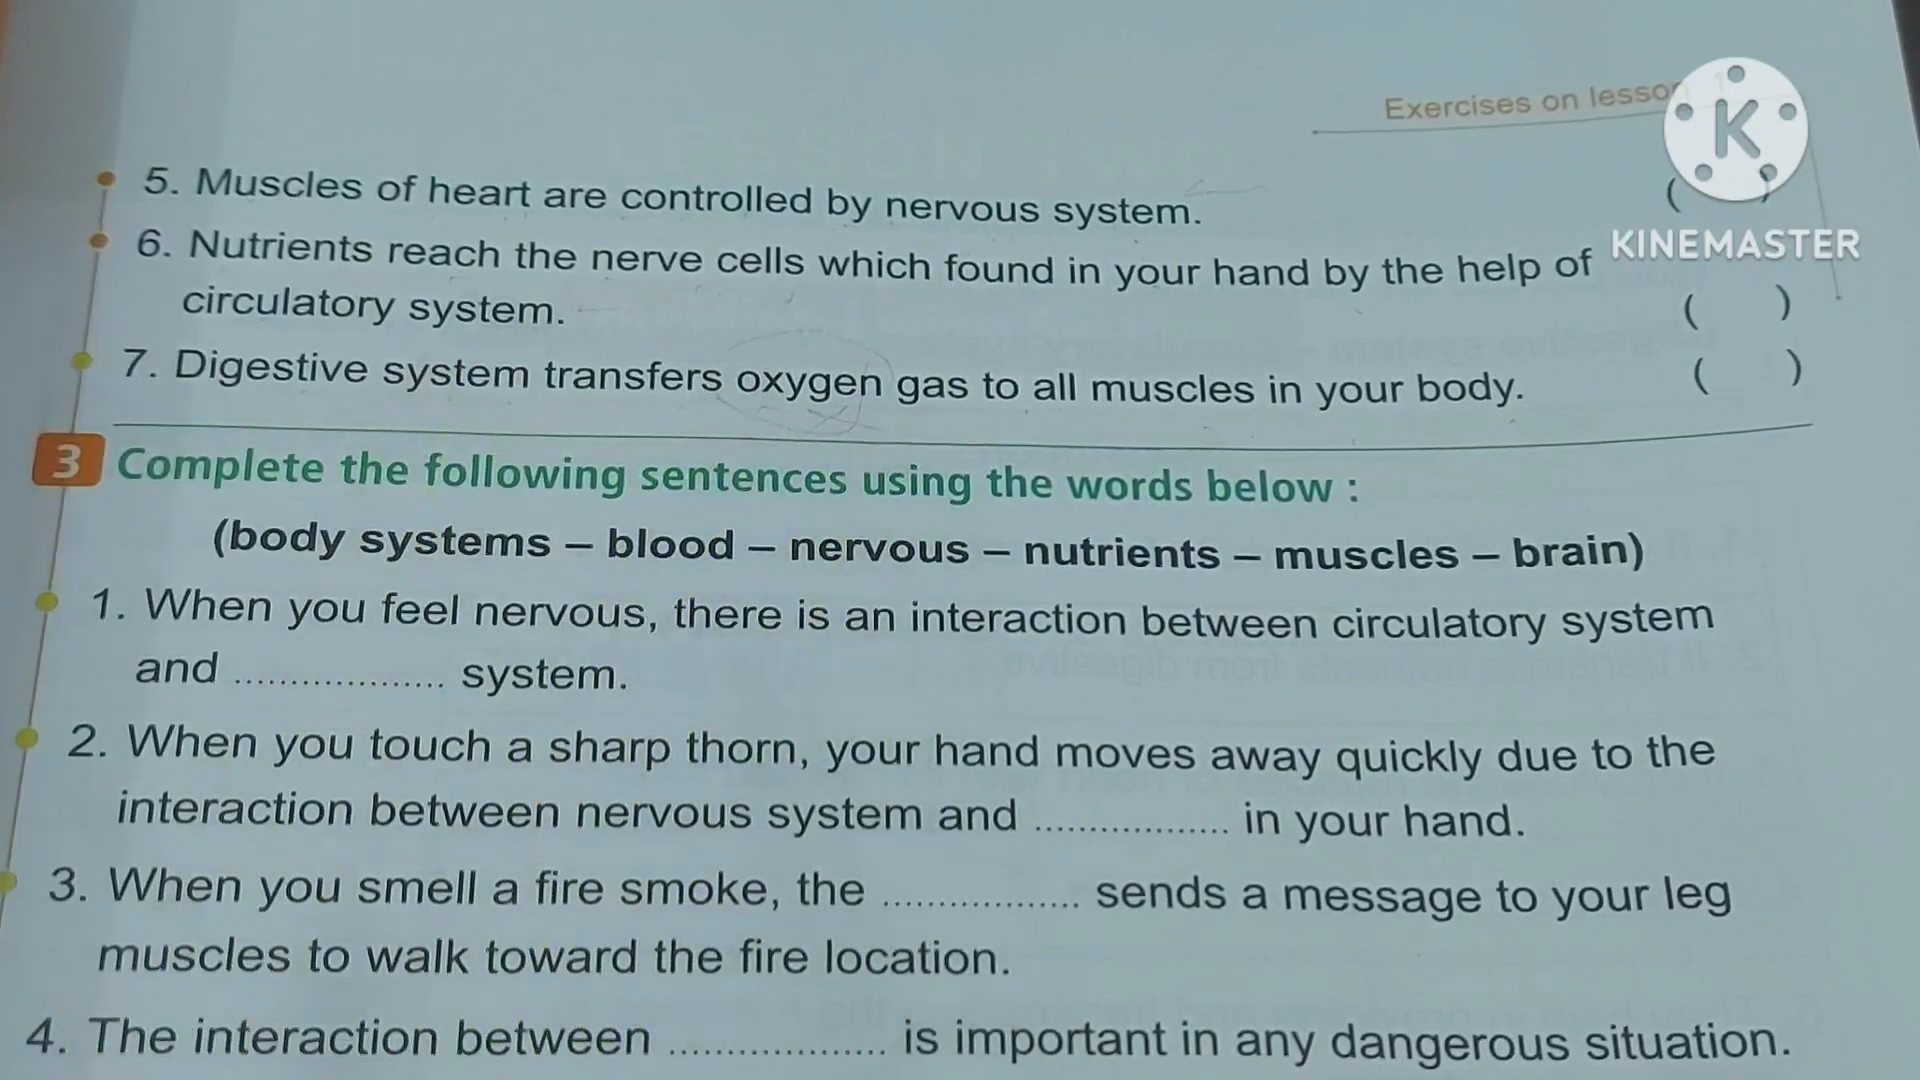 Exercises on lesson
K
KINEMASTER
5. Muscles of heart are controlled by nervous system. ( )
6. Nutrients reach the nerve cells which found in your hand by the help of
circulatory system. ( )
7. Digestive system transfers oxygen gas to all muscles in your body. ( )
3 Complete the following sentences using the words below :
(body systems – blood – nervous – nutrients – muscles – brain)
1. When you feel nervous, there is an interaction between circulatory system
and .................. system.
2. When you touch a sharp thorn, your hand moves away quickly due to the
interaction between nervous system and .................. in your hand.
3. When you smell a fire smoke, the .................. sends a message to your leg
muscles to walk toward the fire location.
4. The interaction between .................. is important in any dangerous situation.